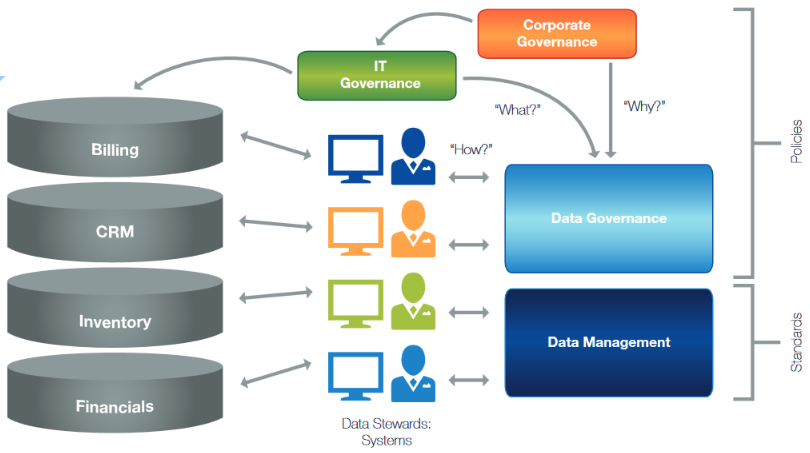 Corporate
Governance
IT
Governance
“What?”
“Why?”
Billing
“How?”
Policies
CRM
Data Governance
Inventory
Data Management
Standards
Financials
Data Stewards:
Systems